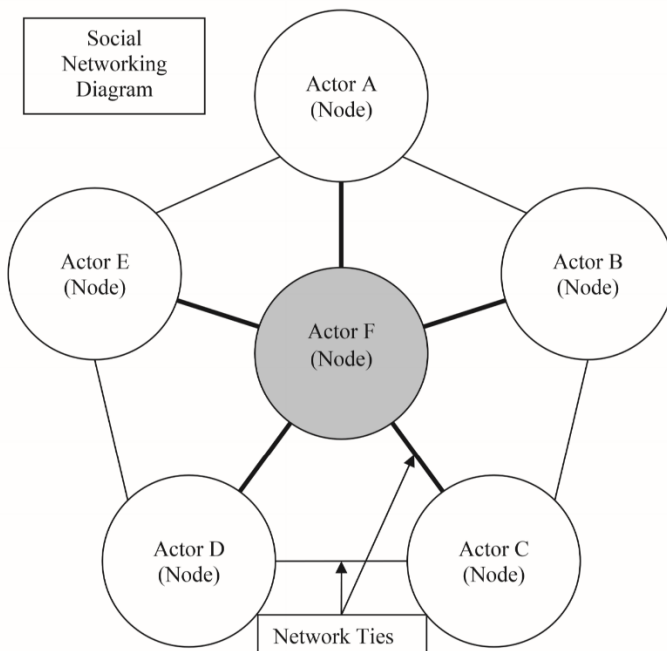 Social
Networking
Diagram
Actor A
(Node)
Actor E
(Node)
Actor B
(Node)
Actor F
(Node)
Actor D
(Node)
Actor C
(Node)
Network Ties